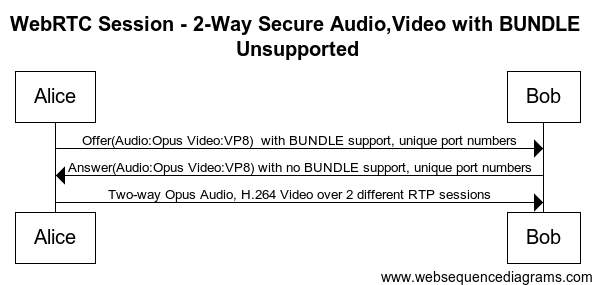 WebRTC Session - 2-Way Secure Audio,Video with BUNDLE
Unsupported
Alice Bob
Offer(Audio:Opus Video:VP8)  with BUNDLE support, unique port numbers
Answer(Audio:Opus Video:VP8) with no BUNDLE support, unique port numbers
Two-way Opus Audio, H.264 Video over 2 different RTP sessions
Alice Bob
www.websequencediagrams.com